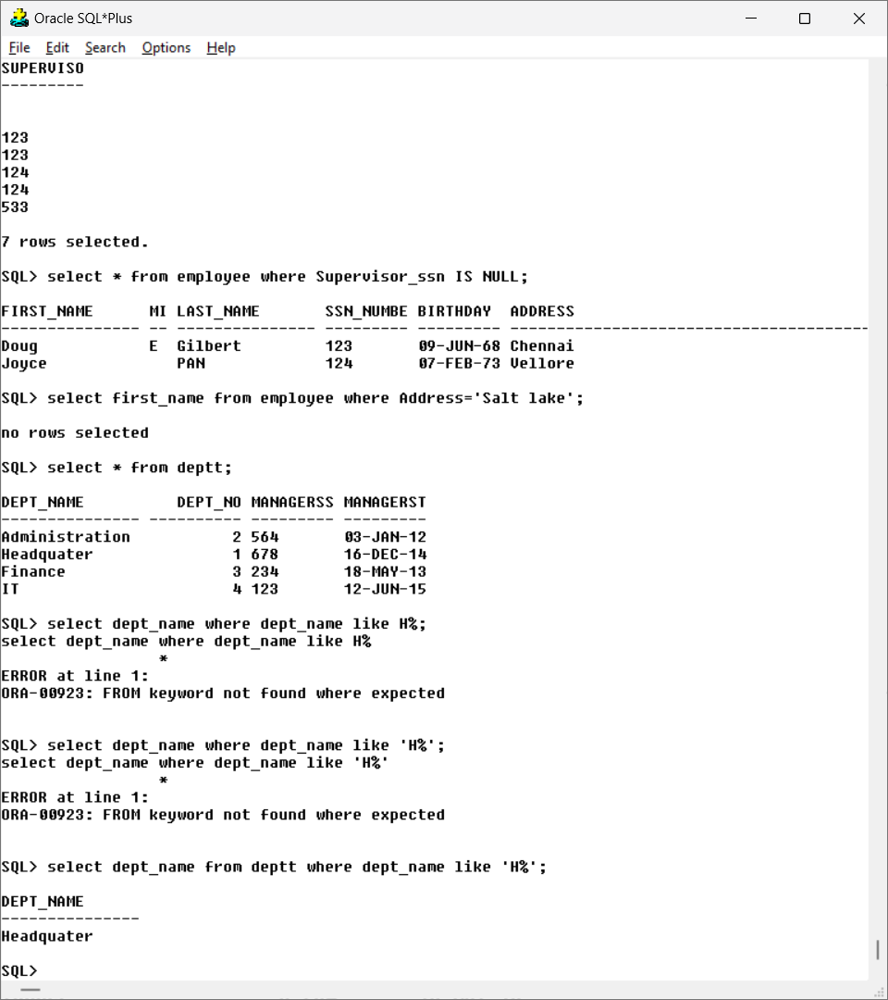 Oracle SQL*Plus
File Edit Search Options Help
SUPERVISO
---------
123
123
124
124
533
7 rows selected.
SQL> select * from employee where Supervisor_ssn IS NULL;
FIRST_NAME      MI LAST_NAME       SSN_NUMBE BIRTHDAY  ADDRESS
--------------- -- --------------- --------- --------- ---------------------------------------
Doug            E  Gilbert         123       09-JUN-68 Chennai
Joyce              PAN             124       07-FEB-73 Vellore
SQL> select first_name from employee where Address='Salt lake';
no rows selected
SQL> select * from deptt;
DEPT_NAME          DEPT_NO MANAGERSS MANAGERST
--------------- ---------- --------- ---------
Administration           2 564       03-JAN-12
Headquater               1 678       16-DEC-14
Finance                  3 234       18-MAY-13
IT                       4 123       12-JUN-15
SQL> select dept_name where dept_name like H%;
select dept_name where dept_name like H%
                 *
ERROR at line 1:
ORA-00923: FROM keyword not found where expected
SQL> select dept_name where dept_name like 'H%';
select dept_name where dept_name like 'H%'
                 *
ERROR at line 1:
ORA-00923: FROM keyword not found where expected
SQL> select dept_name from deptt where dept_name like 'H%';
DEPT_NAME
---------------
Headquater
SQL>